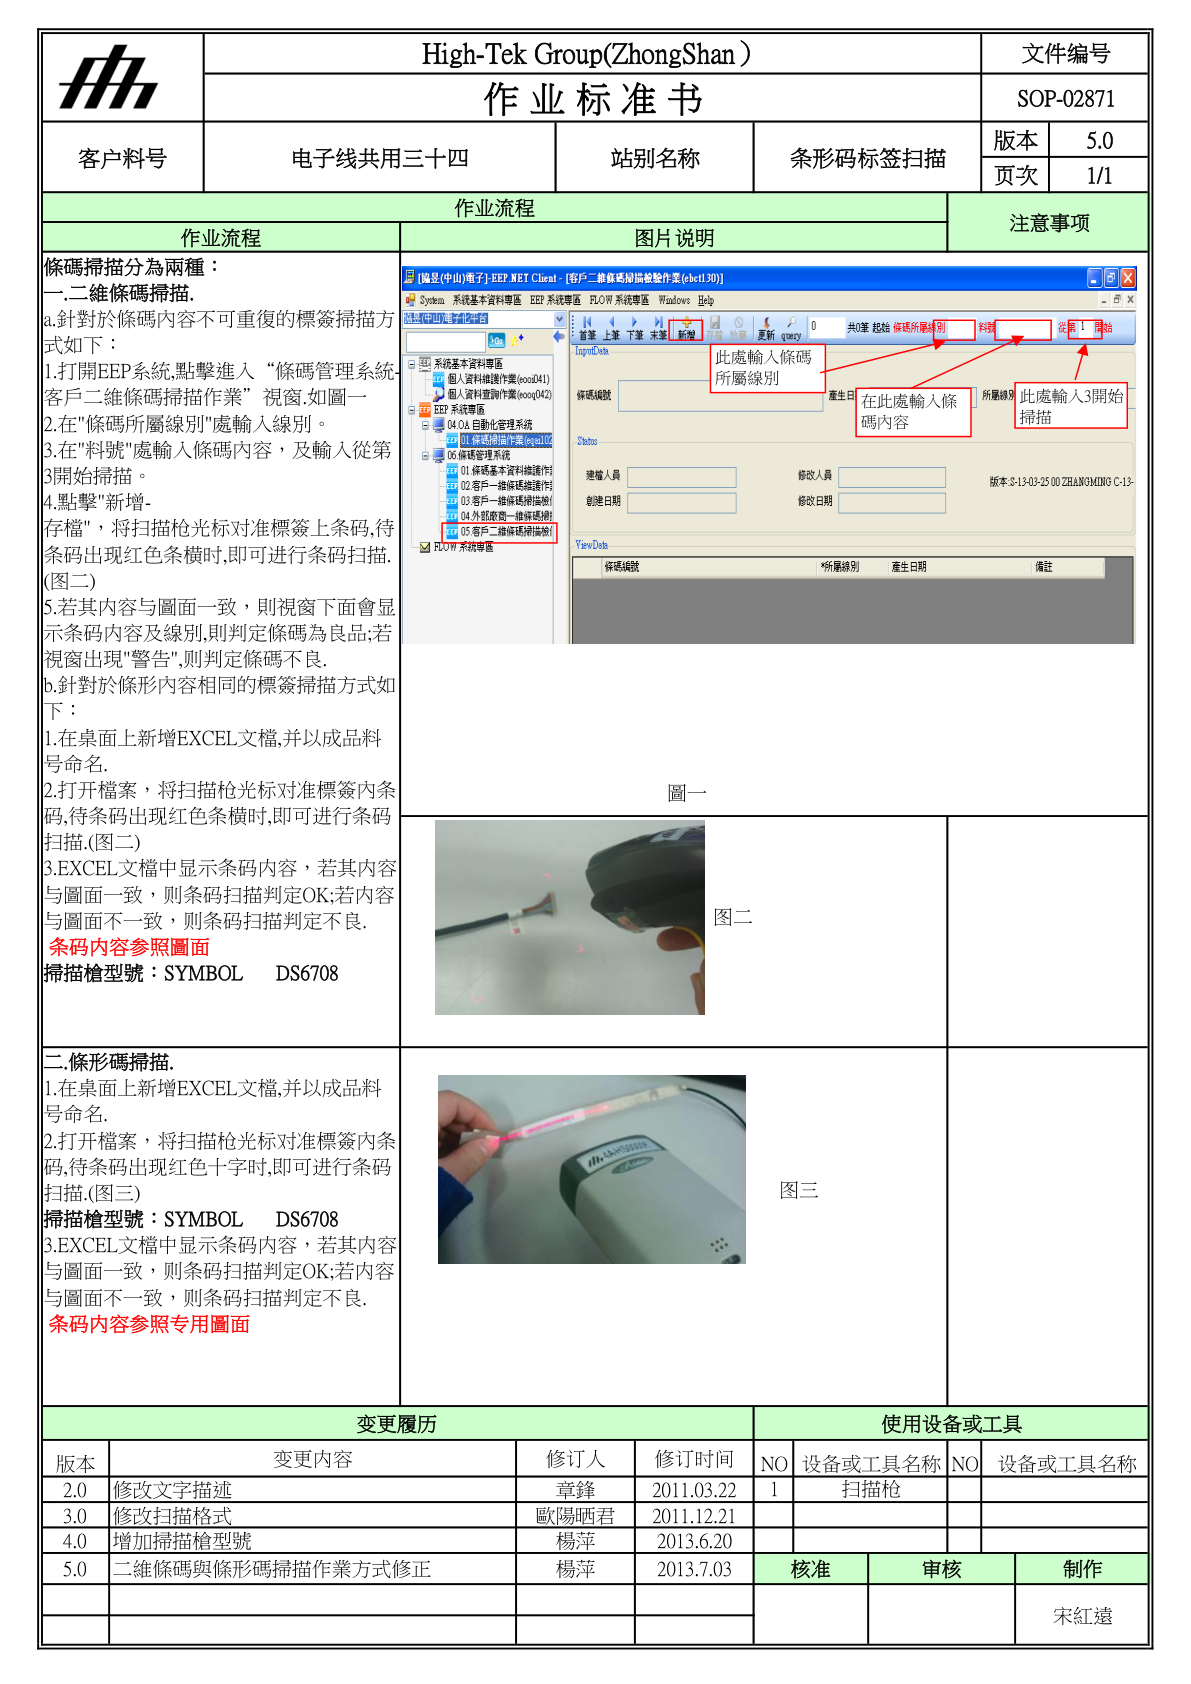 High-Tek Group(ZhongShan）
文件编号
作 业 标 准 书
SOP-02871
客户料号
电子线共用三十四
站别名称
条形码标签扫描
版本 5.0
页次 1/1
作业流程
注意事项
作业流程
图片说明
條碼掃描分為兩種：
一.二維條碼掃描.
a.針對於條碼内容不可重復的標簽掃描方
式如下：
1.打開EEP系統,點擊進入“條碼管理系統-
客戶二維條碼掃描作業”視窗.如圖一
2.在"條碼所屬線別"處輸入線別。
3.在"料號"處輸入條碼内容，及輸入從第
3開始掃描。
4.點擊"新增-
存檔"，将扫描枪光标对准標簽上条码,待
条码出现红色条横时,即可进行条码扫描.
(图二)
5.若其内容与圖面一致，則視窗下面會显
示条码内容及線別,則判定條碼為良品;若
視窗出現"警告",则判定條碼不良.
b.針對於條形内容相同的標簽掃描方式如
下：
1.在桌面上新增EXCEL文檔,并以成品料
号命名.
2.打开檔案，将扫描枪光标对准標簽内条
码,待条码出现红色条横时,即可进行条码
扫描.(图二)
3.EXCEL文檔中显示条码内容，若其内容
与圖面一致，则条码扫描判定OK;若内容
与圖面不一致，则条码扫描判定不良.
条码内容参照圖面
掃描槍型號：SYMBOL DS6708
[協昱(中山)電子]-EEP.NET Client - [客戶二維條碼掃描檢驗作業(ebct130)]
System 系統基本資料專區 EEP 系統專區 FLOW 系統專區 Windows Help
協昱(中山)電子化平台
Go
首筆 上筆 下筆 末筆 新增 存檔 放棄 更新 query 0 共0筆 起始 條碼所屬線別 料號 從第 1 開始
系統基本資料專區
個人資料維護作業(eooi041)
個人資料查詢作業(eooq042)
EEP 系統專區
04.OA 自動化管理系統
01.條碼掃描作業(eqai102
06.條碼管理系統
01.條碼基本資料維護作業
02.客戶一維條碼維護作業
03.客戶一維條碼掃描檢
04.外部廠商一維條碼掃
05.客戶二維條碼掃描檢
FLOW 系統專區
InputData
條碼編號
產生日
所屬線別
此處輸入條碼
所屬線別
在此處輸入條
碼内容
此處輸入3開始
掃描
Status
建檔人員
修改人員
創建日期
修改日期
版本:S-13-03-25 00 ZHANGMING C-13-
ViewData
條碼編號 *所屬線別 產生日期 備註
圖一
图二
二.條形碼掃描.
1.在桌面上新增EXCEL文檔,并以成品料
号命名.
2.打开檔案，将扫描枪光标对准標簽内条
码,待条码出现红色十字时,即可进行条码
扫描.(图三)
掃描槍型號：SYMBOL DS6708
3.EXCEL文檔中显示条码内容，若其内容
与圖面一致，则条码扫描判定OK;若内容
与圖面不一致，则条码扫描判定不良.
条码内容参照专用圖面
图三
变更履历
使用设备或工具
版本 变更内容 修订人 修订时间 NO 设备或工具名称 NO 设备或工具名称
2.0 修改文字描述 章鋒 2011.03.22 1 扫描枪
3.0 修改扫描格式 歐陽晒君 2011.12.21
4.0 增加掃描槍型號 楊萍 2013.6.20
5.0 二維條碼與條形碼掃描作業方式修正 楊萍 2013.7.03 核准 审核 制作
宋紅遠